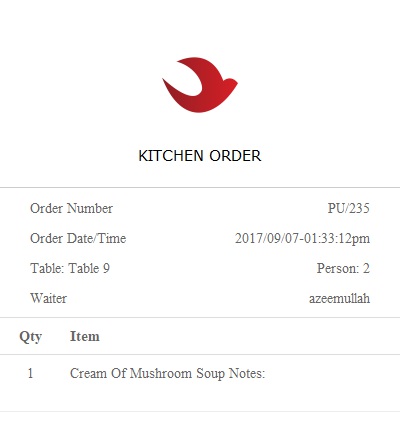 KITCHEN ORDER
Order Number PU/235
Order Date/Time 2017/09/07-01:33:12pm
Table: Table 9 Person: 2
Waiter azeemullah
Qty Item
1 Cream Of Mushroom Soup Notes: